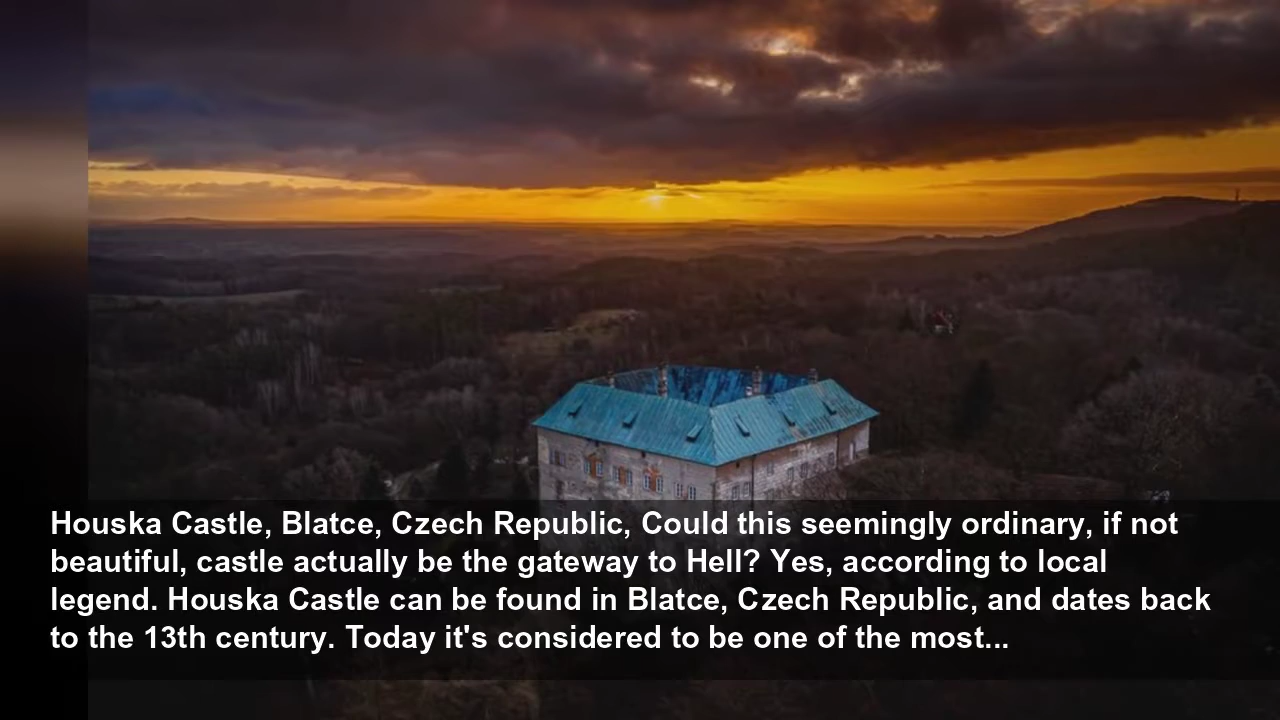 Houska Castle, Blatce, Czech Republic, Could this seemingly ordinary, if not
beautiful, castle actually be the gateway to Hell? Yes, according to local
legend. Houska Castle can be found in Blatce, Czech Republic, and dates back
to the 13th century. Today it's considered to be one of the most...